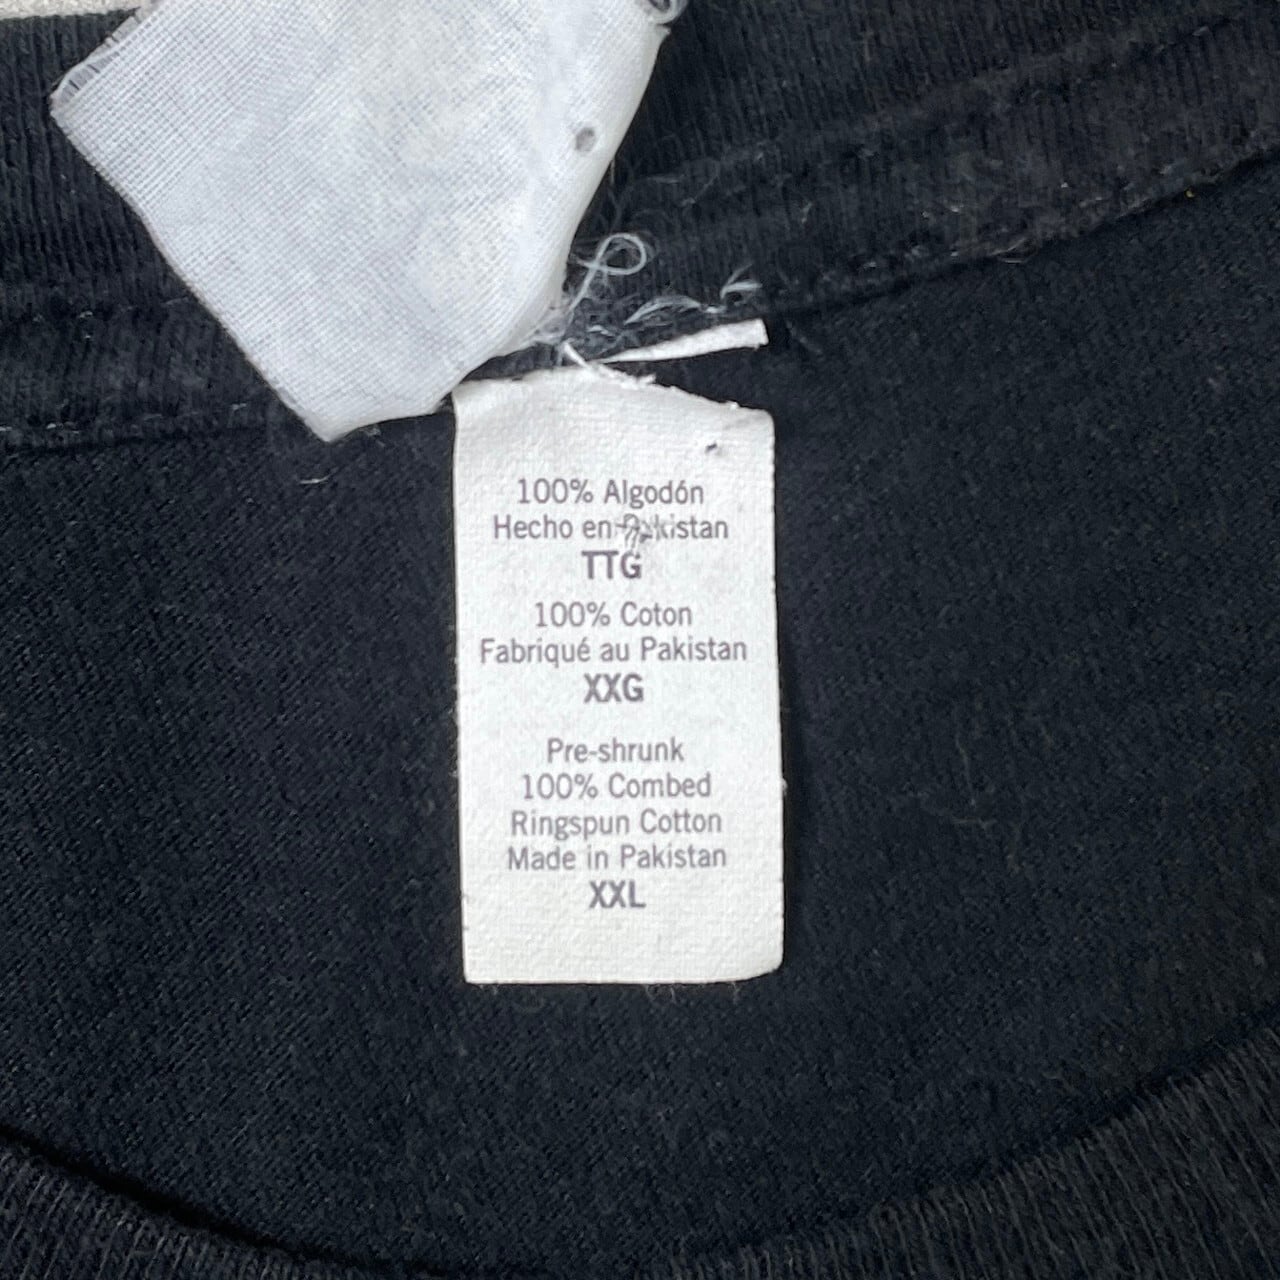 100% Algodón
Hecho en Pakistan
TTG
100% Coton
Fabriqué au Pakistan
XXG
Pre-shrunk
100% Combed
Ringspun Cotton
Made in Pakistan
XXL